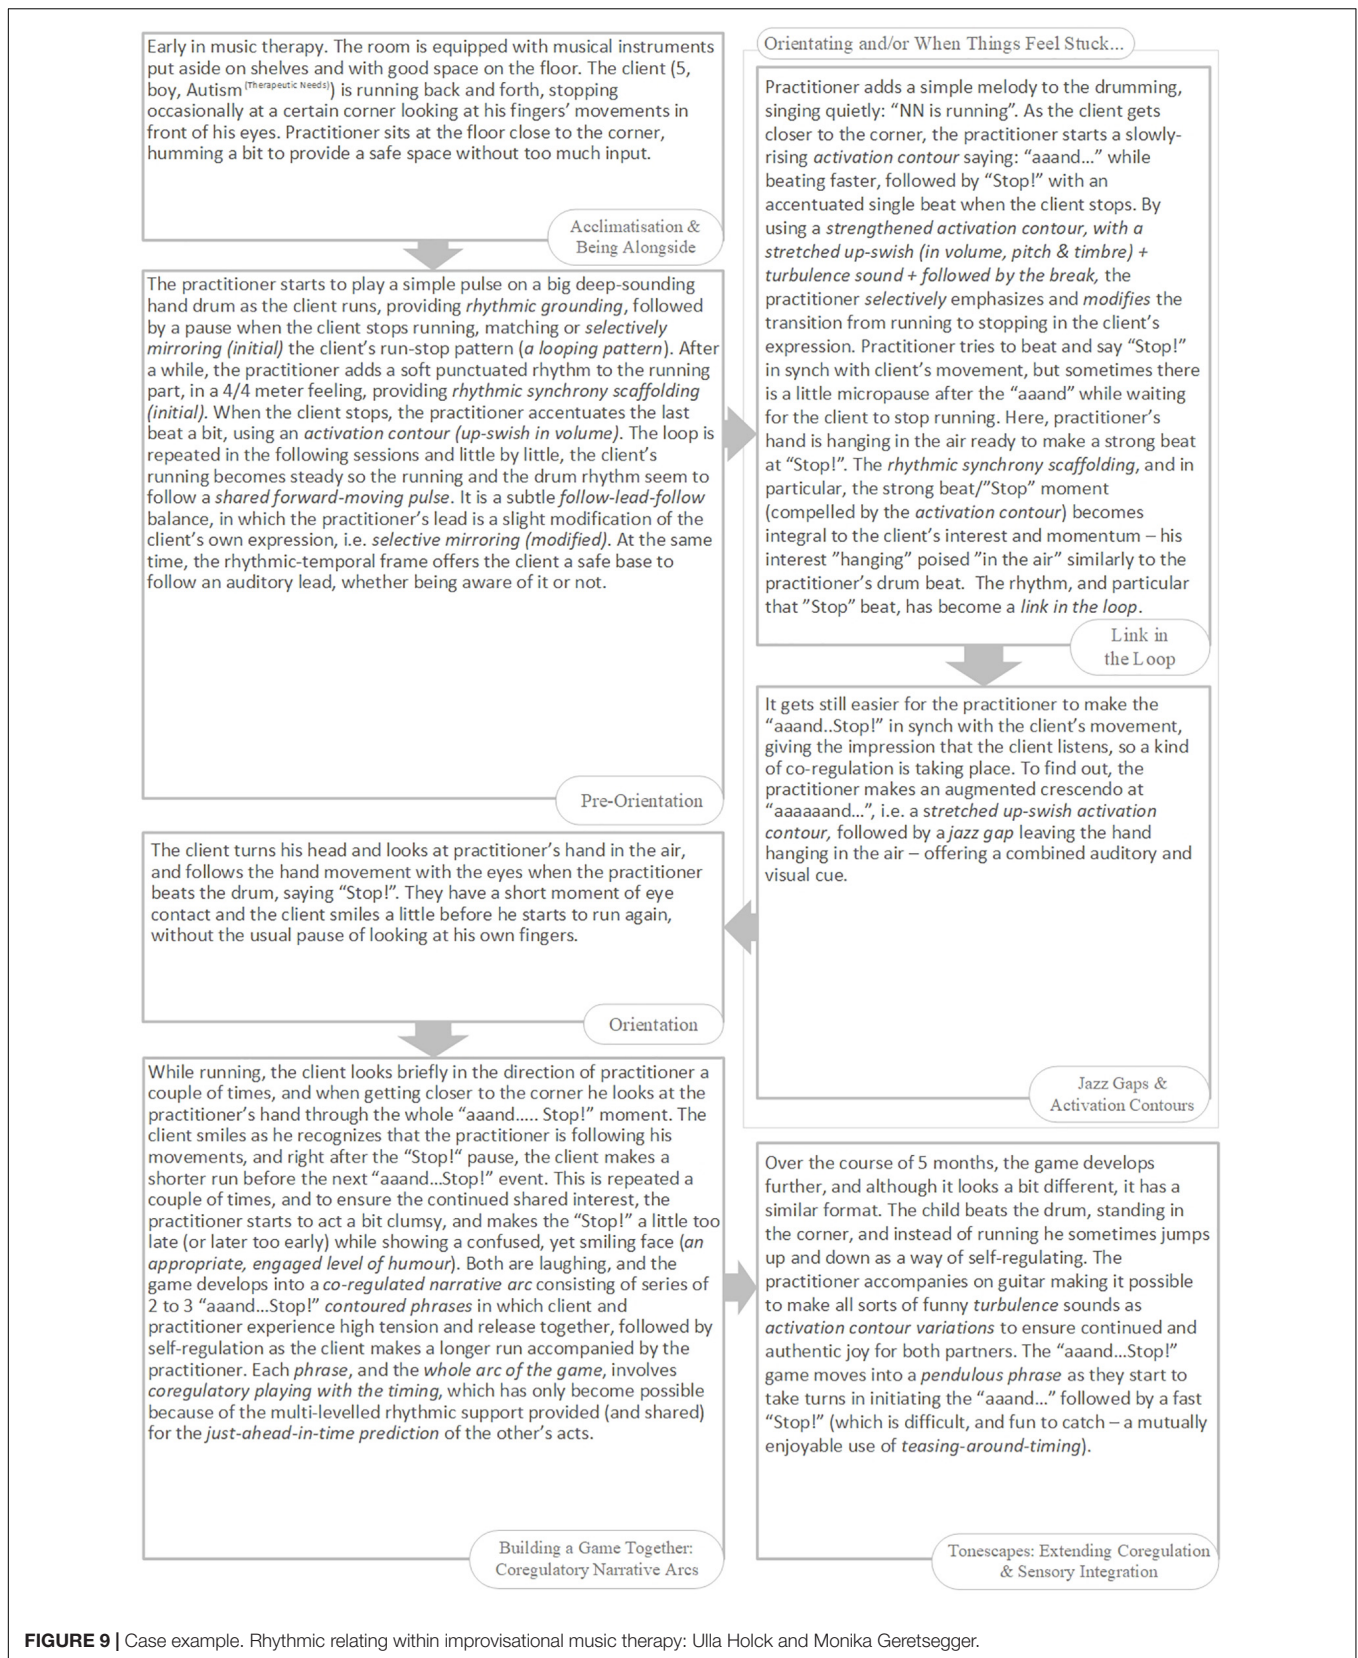 Early in music therapy. The room is equipped with musical instruments
put aside on shelves and with good space on the floor. The client (5,
boy, Autism (Therapeutic Needs)) is running back and forth, stopping
occasionally at a certain corner looking at his fingers’ movements in
front of his eyes. Practitioner sits at the floor close to the corner,
humming a bit to provide a safe space without too much input.
Acclimatisation &
Being Alongside
The practitioner starts to play a simple pulse on a big deep-sounding
hand drum as the client runs, providing rhythmic grounding, followed
by a pause when the client stops running, matching or selectively
mirroring (initial) the client’s run-stop pattern (a looping pattern). After
a while, the practitioner adds a soft punctuated rhythm to the running
part, in a 4/4 meter feeling, providing rhythmic synchrony scaffolding
(initial). When the client stops, the practitioner accentuates the last
beat a bit, using an activation contour (up-swish in volume). The loop is
repeated in the following sessions and little by little, the client’s
running becomes steady so the running and the drum rhythm seem to
follow a shared forward-moving pulse. It is a subtle follow-lead-follow
balance, in which the practitioner’s lead is a slight modification of the
client’s own expression, i.e. selective mirroring (modified). At the same
time, the rhythmic-temporal frame offers the client a safe base to
follow an auditory lead, whether being aware of it or not.
Pre-Orientation
Orientating and/or When Things Feel Stuck...
Practitioner adds a simple melody to the drumming,
singing quietly: “NN is running”. As the client gets
closer to the corner, the practitioner starts a slowly-
rising activation contour saying: “aaand...” while
beating faster, followed by “Stop!” with an
accentuated single beat when the client stops. By
using a strengthened activation contour, with a
stretched up-swish (in volume, pitch & timbre) +
turbulence sound + followed by the break, the
practitioner selectively emphasizes and modifies the
transition from running to stopping in the client’s
expression. Practitioner tries to beat and say “Stop!”
in synch with client’s movement, but sometimes there
is a little micropause after the “aaand” while waiting
for the client to stop running. Here, practitioner’s
hand is hanging in the air ready to make a strong beat
at “Stop!”. The rhythmic synchrony scaffolding, and in
particular, the strong beat/”Stop” moment
(compelled by the activation contour) becomes
integral to the client’s interest and momentum – his
interest ”hanging” poised ”in the air” similarly to the
practitioner’s drum beat. The rhythm, and particular
that ”Stop” beat, has become a link in the loop.
Link in
the Loop
It gets still easier for the practitioner to make the
“aaand..Stop!” in synch with the client’s movement,
giving the impression that the client listens, so a kind
of co-regulation is taking place. To find out, the
practitioner makes an augmented crescendo at
“aaaaaand...”, i.e. a stretched up-swish activation
contour, followed by a jazz gap leaving the hand
hanging in the air – offering a combined auditory and
visual cue.
Jazz Gaps &
Activation Contours
The client turns his head and looks at practitioner’s hand in the air,
and follows the hand movement with the eyes when the practitioner
beats the drum, saying “Stop!”. They have a short moment of eye
contact and the client smiles a little before he starts to run again,
without the usual pause of looking at his own fingers.
Orientation
While running, the client looks briefly in the direction of practitioner a
couple of times, and when getting closer to the corner he looks at the
practitioner’s hand through the whole “aaand..... Stop!” moment. The
client smiles as he recognizes that the practitioner is following his
movements, and right after the “Stop!“ pause, the client makes a
shorter run before the next “aaand...Stop!” event. This is repeated a
couple of times, and to ensure the continued shared interest, the
practitioner starts to act a bit clumsy, and makes the “Stop!” a little too
late (or later too early) while showing a confused, yet smiling face (an
appropriate, engaged level of humour). Both are laughing, and the
game develops into a co-regulated narrative arc consisting of series of
2 to 3 “aaand...Stop!” contoured phrases in which client and
practitioner experience high tension and release together, followed by
self-regulation as the client makes a longer run accompanied by the
practitioner. Each phrase, and the whole arc of the game, involves
coregulatory playing with the timing, which has only become possible
because of the multi-levelled rhythmic support provided (and shared)
for the just-ahead-in-time prediction of the other’s acts.
Building a Game Together:
Coregulatory Narrative Arcs
Over the course of 5 months, the game develops
further, and although it looks a bit different, it has a
similar format. The child beats the drum, standing in
the corner, and instead of running he sometimes jumps
up and down as a way of self-regulating. The
practitioner accompanies on guitar making it possible
to make all sorts of funny turbulence sounds as
activation contour variations to ensure continued and
authentic joy for both partners. The “aaand...Stop!”
game moves into a pendulous phrase as they start to
take turns in initiating the “aaand...” followed by a fast
“Stop!” (which is difficult, and fun to catch – a mutually
enjoyable use of teasing-around-timing).
Tonescapes: Extending Coregulation
& Sensory Integration
FIGURE 9 | Case example. Rhythmic relating within improvisational music therapy: Ulla Holck and Monika Geretsegger.